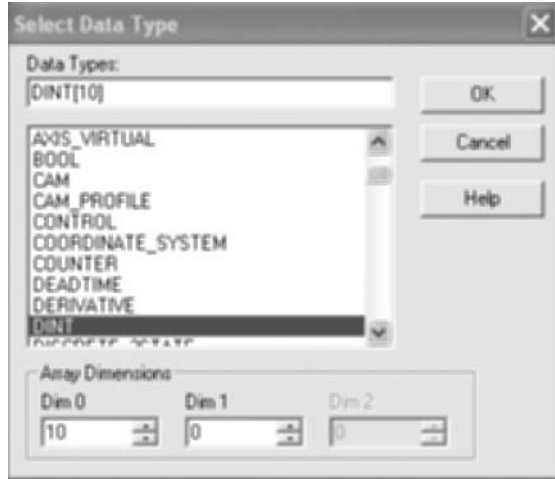 Select Data Type
Data Types:
DINT[10]
OK
AXIS_VIRTUAL
BOOL
CAM
CAM_PROFILE
CONTROL
COORDINATE_SYSTEM
COUNTER
DEADTIME
DERIVATIVE
DINT
DISCRETE_2STATE
Cancel
Help
Array Dimensions
Dim 0 Dim 1 Dim 2
10 0 0